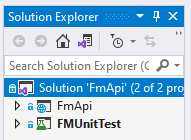 Solution Explorer
Search Solution Explorer (
Solution 'FmApi' (2 of 2 pro
FmApi
FMUnitTest